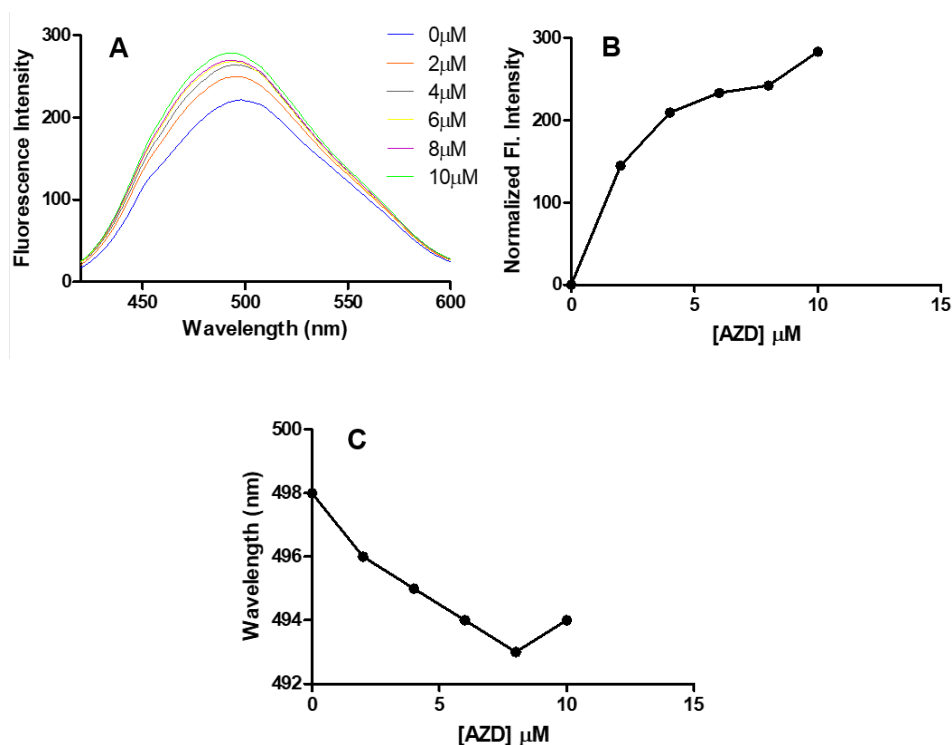 A
300
200
100
0
Fluorescence Intensity
450
500
550
600
Wavelength (nm)
0μM
2μM
4μM
6μM
8μM
10μM
B
300
200
100
0
Normalized Fl. Intensity
0
5
10
15
[AZD] μM
C
500
498
496
494
492
Wavelength (nm)
0
5
10
15
[AZD] μM